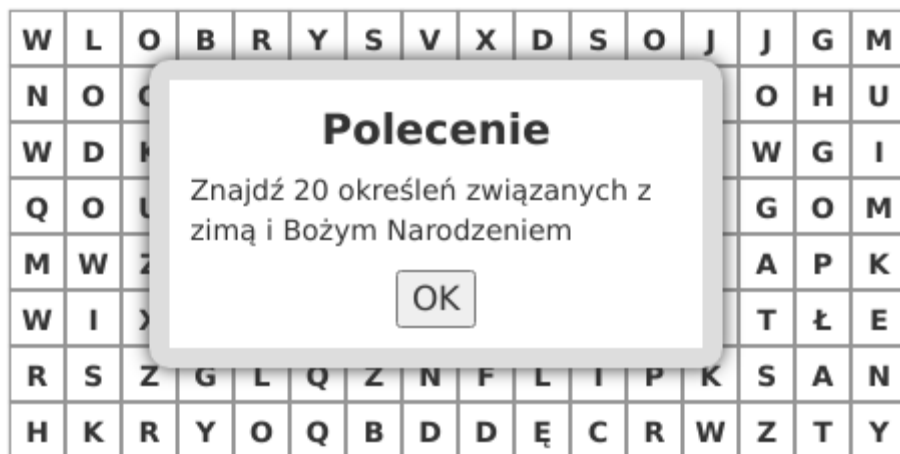 W L O B R Y S V X D S O J J G M
N O O H U
W D K W G I
Q O U G O M
M W Z A P K
W I X T Ł E
R S Z G L Q Z N F L I P K S A N
H K R Y O Q B D D Ę C R W Z T Y
Polecenie
Znajdź 20 określeń związanych z
zimą i Bożym Narodzeniem
OK